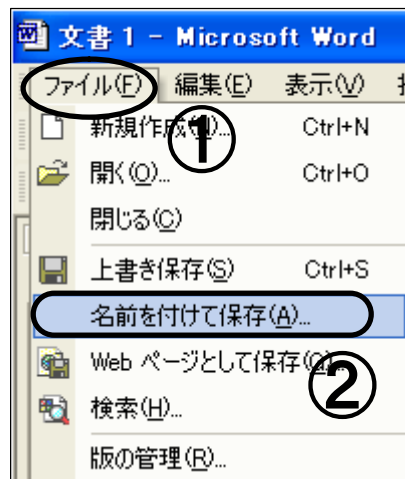 文書 1 - Microsoft Word
ファイル(F) 編集(E) 表示(V)
①
新規作成(N)... Ctrl+N
開く(O)... Ctrl+O
閉じる(C)
上書き保存(S) Ctrl+S
名前を付けて保存(A)...
Web ページとして保存(G)...
②
検索(H)...
版の管理(R)...